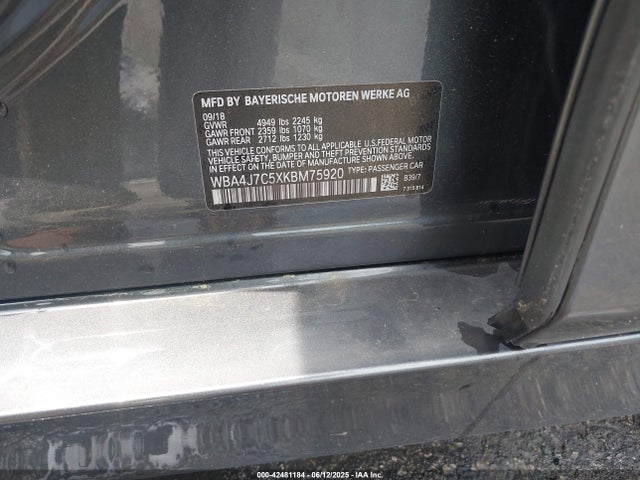 MFD BY BAYERISCHE MOTOREN WERKE AG
09/18
GVWR 4949 lbs 2245 kg
GAWR FRONT 2359 lbs 1070 kg
GAWR REAR 2712 lbs 1230 kg
THIS VEHICLE CONFORMS TO ALL APPLICABLE U.S.FEDERAL MOTOR
VEHICLE SAFETY, BUMPER, AND THEFT PREVENTION STANDARDS
IN EFFECT ON THE DATE OF MANUFACTURE SHOWN ABOVE.
WBA4J7C5XKBM75920 TYPE: PASSENGER CAR
B39/7
7 313 814
000-42481184 - 06/12/2025 - © IAA, Inc.